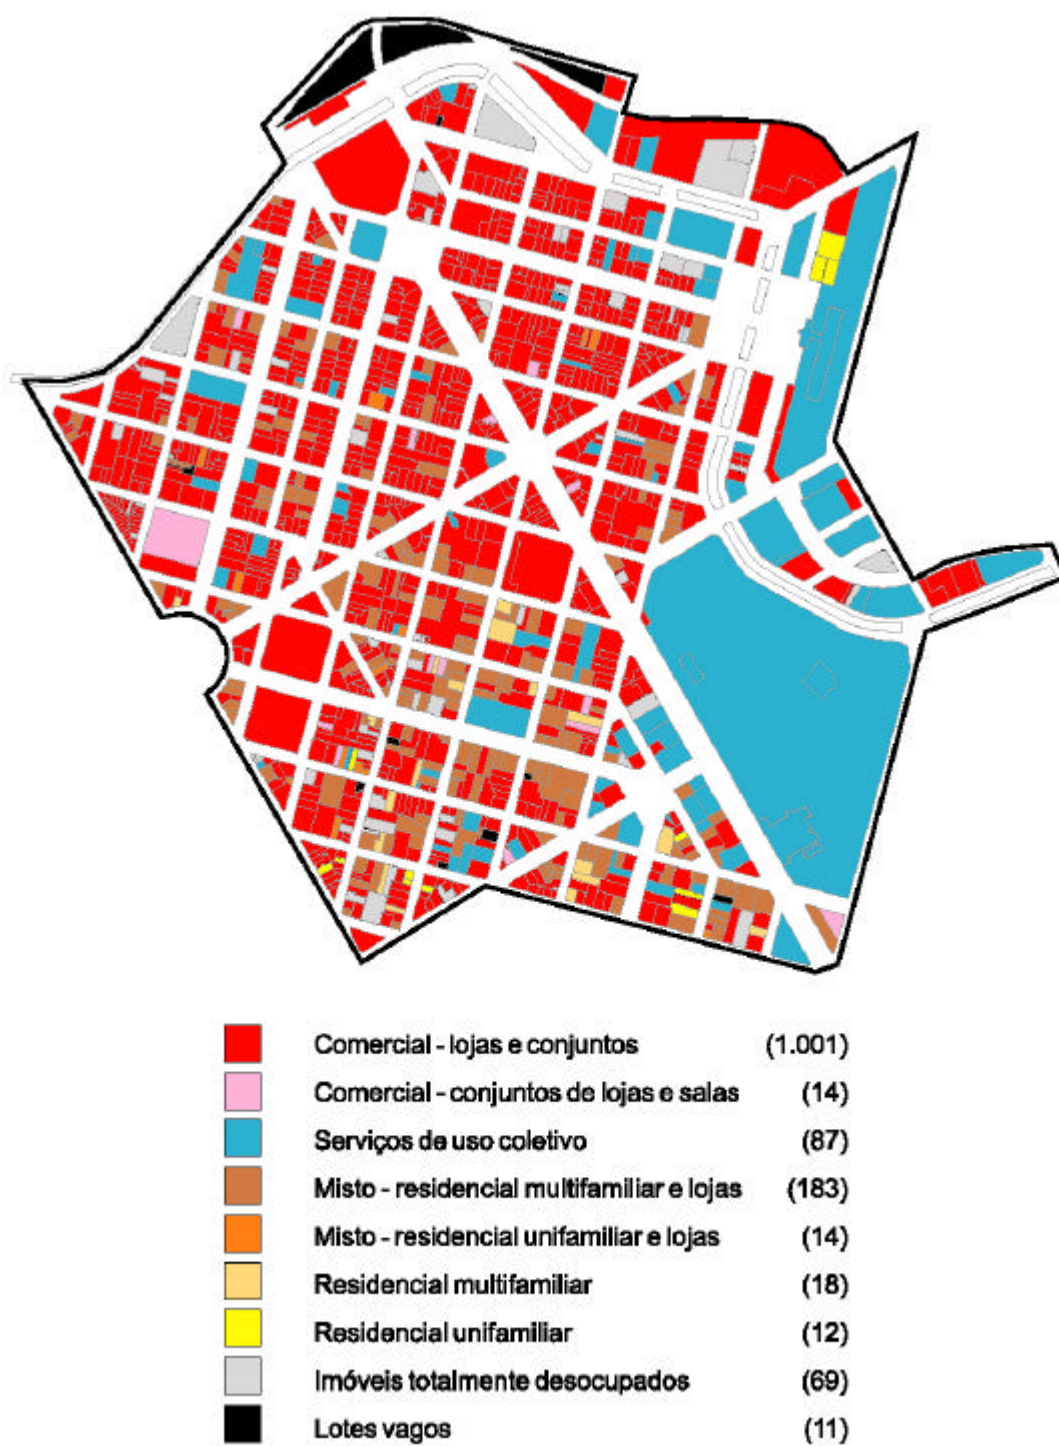 Comercial - lojas e conjuntos (1.001)
Comercial - conjuntos de lojas e salas (14)
Serviços de uso coletivo (87)
Misto - residencial multifamiliar e lojas (183)
Misto - residencial unifamiliar e lojas (14)
Residencial multifamiliar (18)
Residencial unifamiliar (12)
Imóveis totalmente desocupados (69)
Lotes vagos (11)